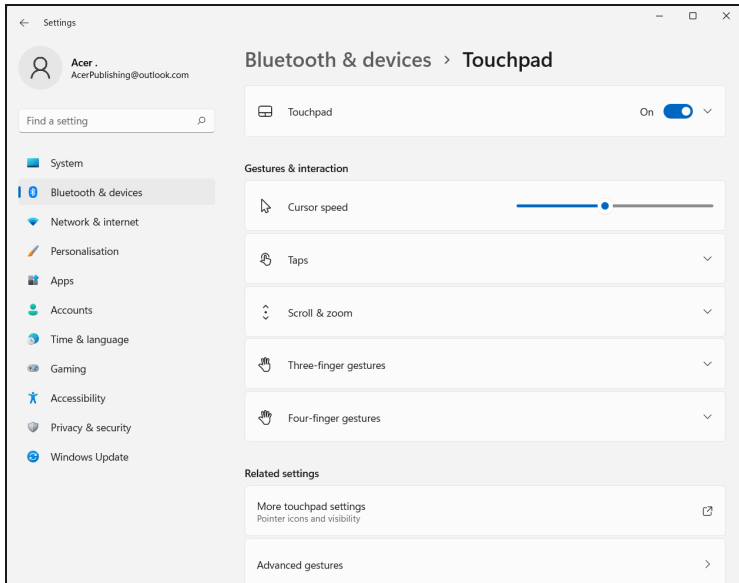 Settings
Acer .
AcerPublishing@outlook.com
Find a setting
System
Bluetooth & devices
Network & internet
Personalisation
Apps
Accounts
Time & language
Gaming
Accessibility
Privacy & security
Windows Update
Bluetooth & devices > Touchpad
Touchpad On
Gestures & interaction
Cursor speed
Taps
Scroll & zoom
Three-finger gestures
Four-finger gestures
Related settings
More touchpad settings
Pointer icons and visibility
Advanced gestures